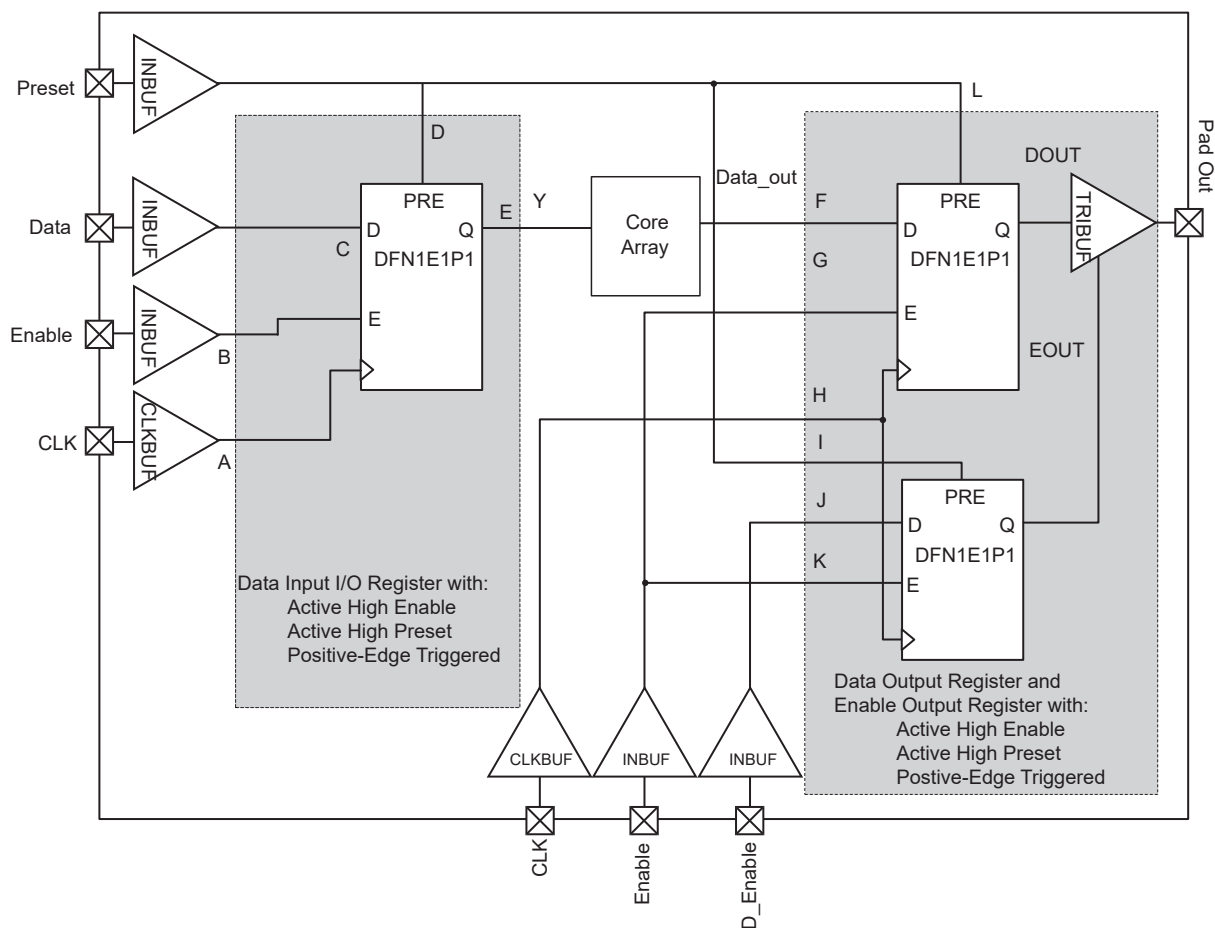 Preset
INBUF
L
D
Pad Out
DOUT
Data_out
PRE
PRE
TRIBUF
Data
INBUF
E
Y
Core
Array
F
D
Q
D
Q
C
DFN1E1P1
G
DFN1E1P1
Enable
INBUF
E
E
B
EOUT
CLK
CLKBUF
H
A
I
PRE
J
D
Q
DFN1E1P1
K
E
Data Input I/O Register with:
Active High Enable
Active High Preset
Positive-Edge Triggered
Data Output Register and
Enable Output Register with:
Active High Enable
Active High Preset
Postive-Edge Triggered
CLKBUF
INBUF
INBUF
CLK
Enable
D_Enable